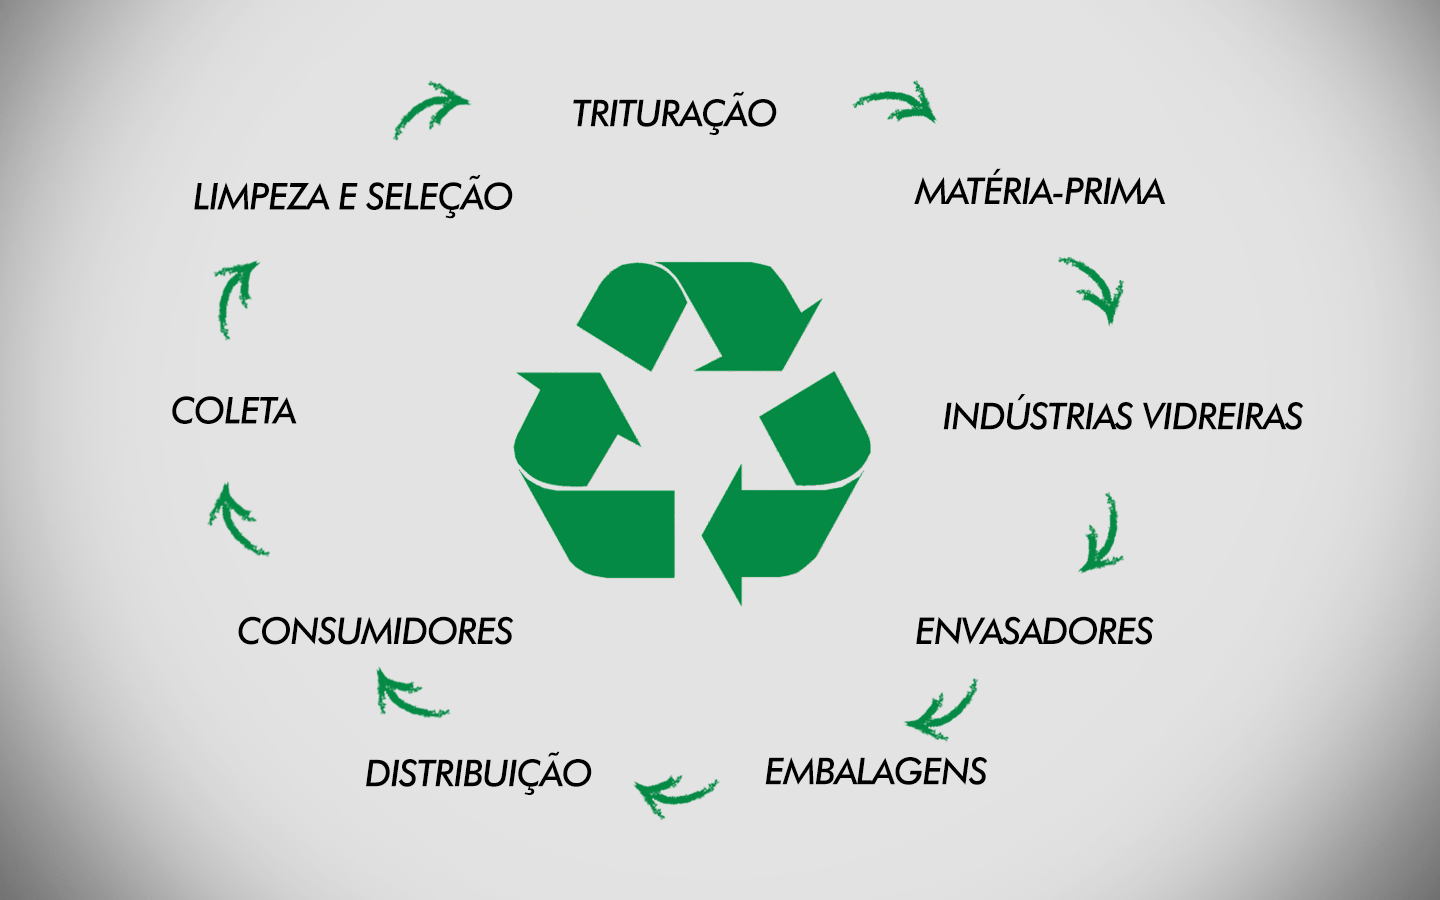 TRITURAÇÃO
LIMPEZA E SELEÇÃO
MATÉRIA-PRIMA
COLETA
INDÚSTRIAS VIDREIRAS
CONSUMIDORES
ENVASADORES
DISTRIBUIÇÃO
EMBALAGENS